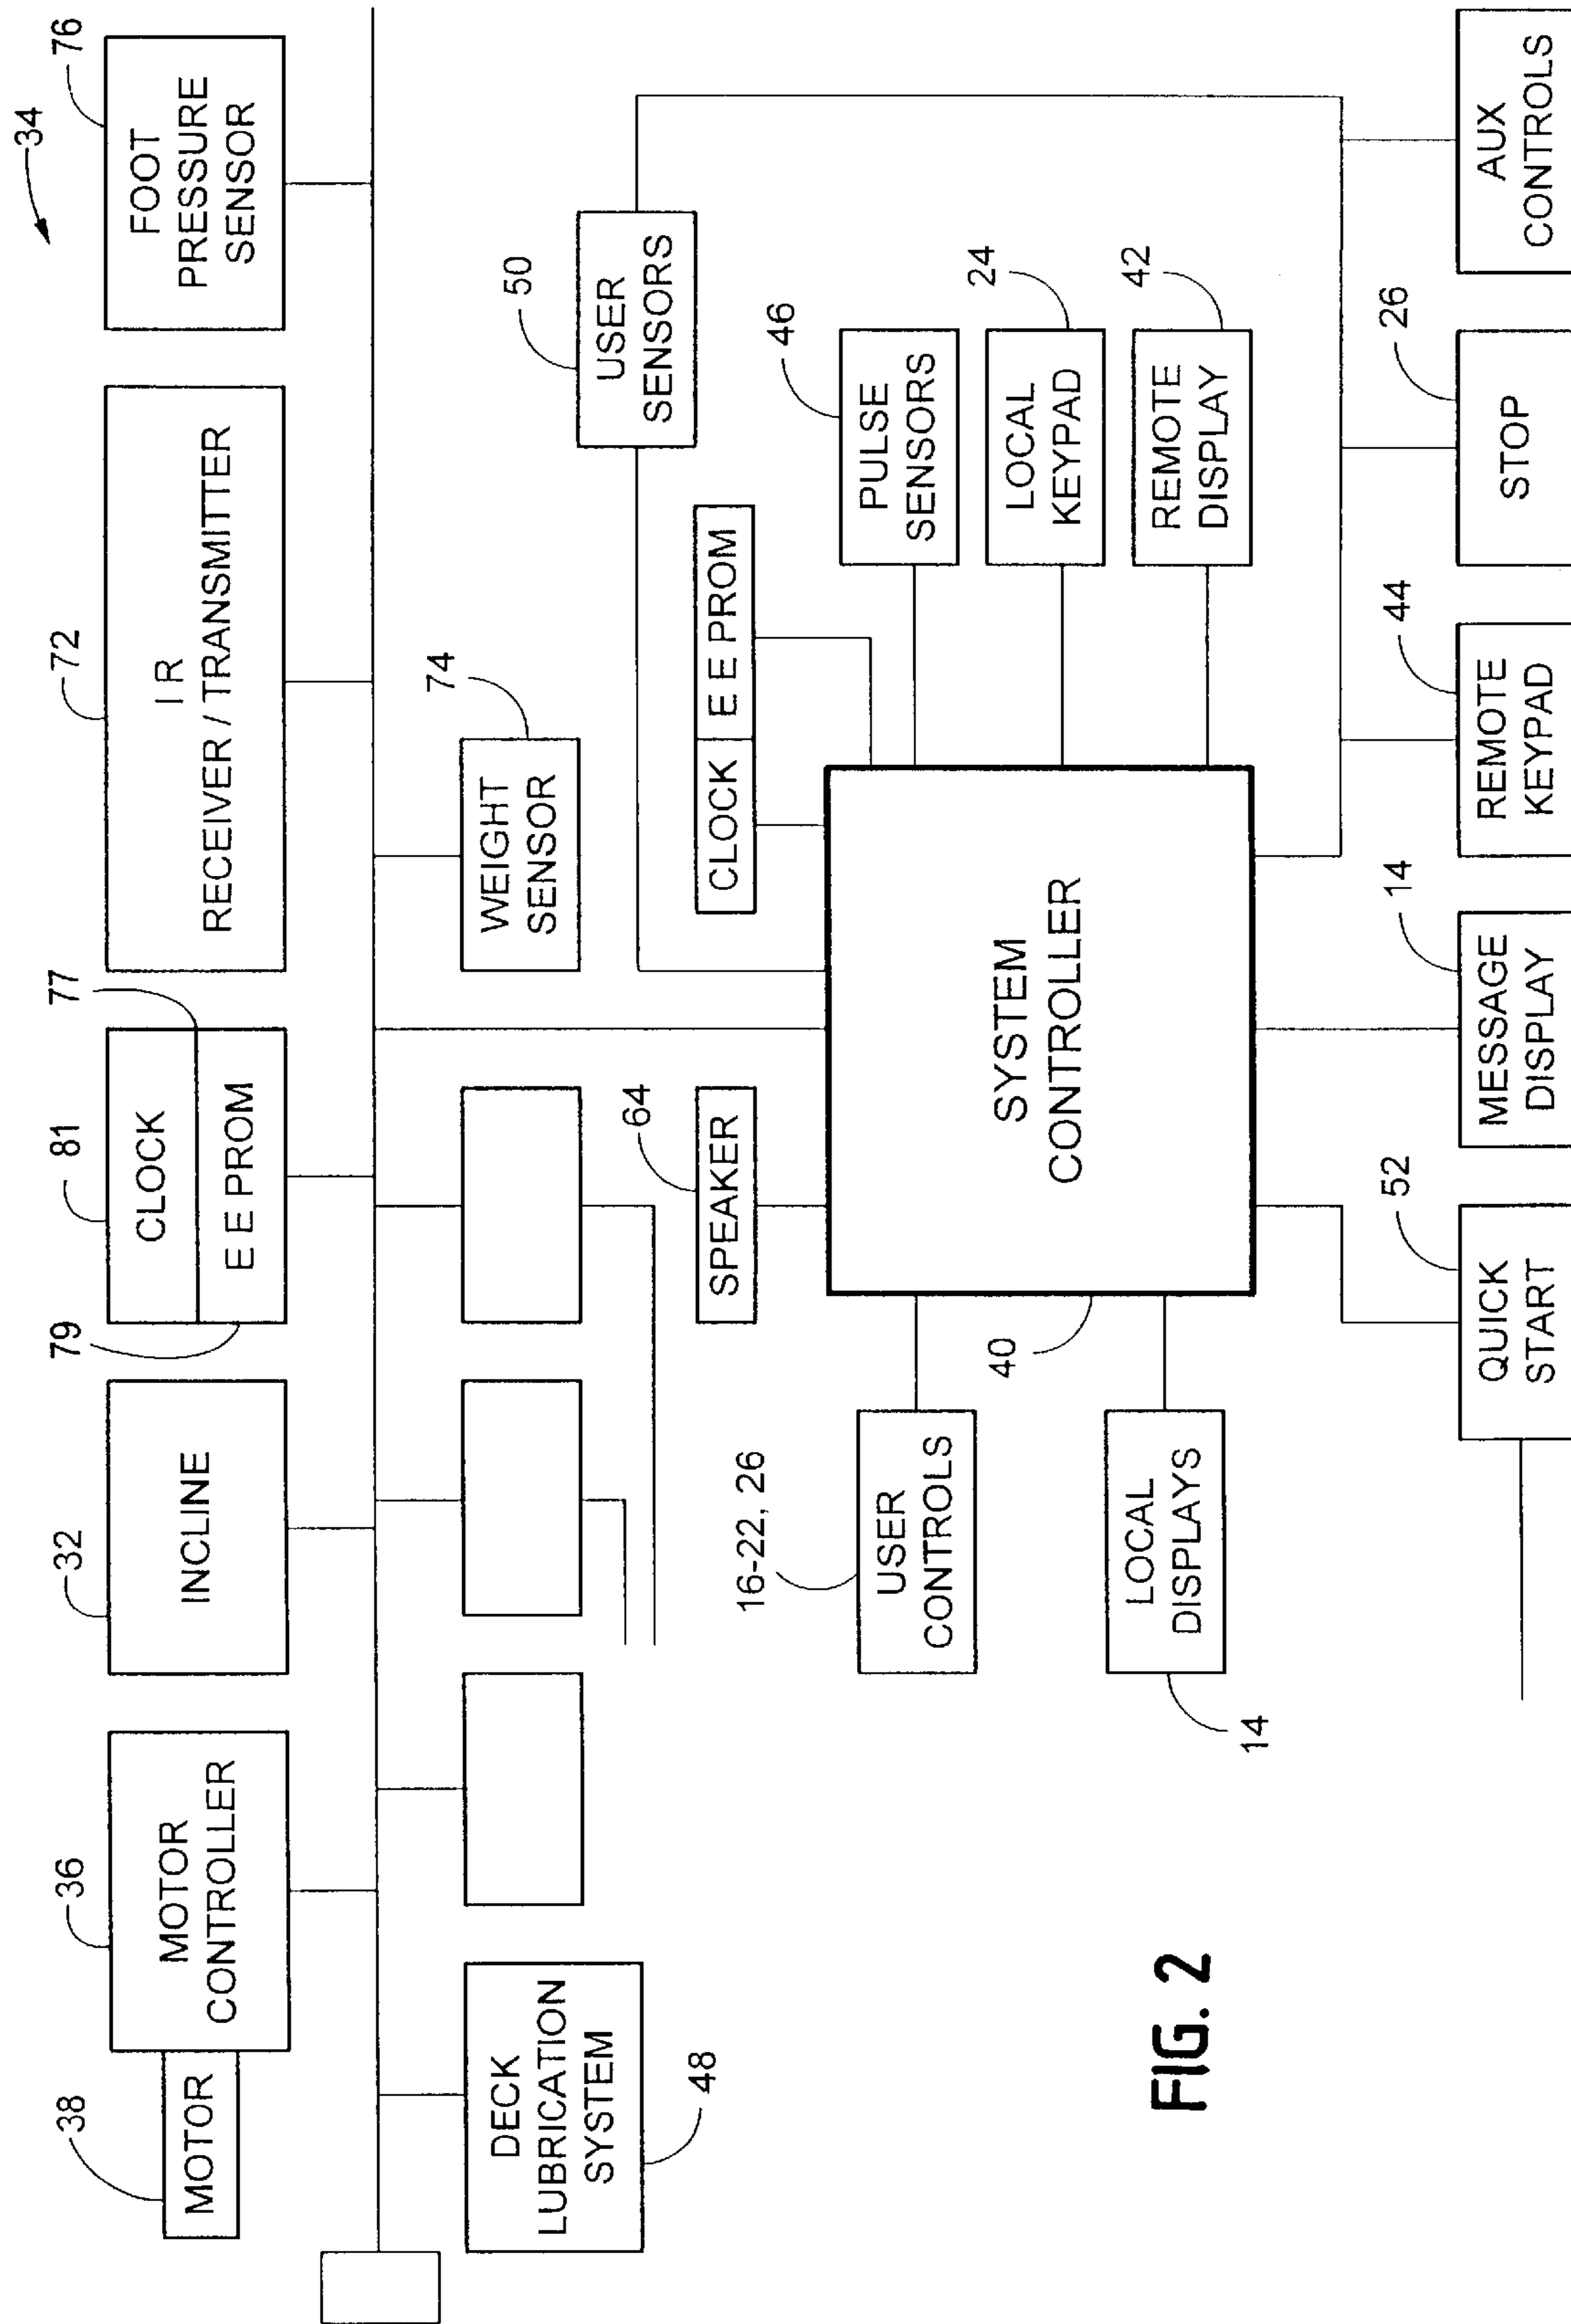 34
38
MOTOR
36
MOTOR
CONTROLLER
32
INCLINE
79
81
77
CLOCK
E E PROM
72
I R
RECEIVER / TRANSMITTER
76
FOOT
PRESSURE
SENSOR
DECK
LUBRICATION
SYSTEM
48
WEIGHT
SENSOR
74
50
USER
SENSORS
SPEAKER
64
CLOCK
E E PROM
16-22, 26
USER
CONTROLS
LOCAL
DISPLAYS
14
40
SYSTEM
CONTROLLER
PULSE
SENSORS
46
LOCAL
KEYPAD
24
REMOTE
DISPLAY
42
QUICK
START
52
MESSAGE
DISPLAY
14
REMOTE
KEYPAD
44
STOP
26
AUX
CONTROLS
FIG. 2